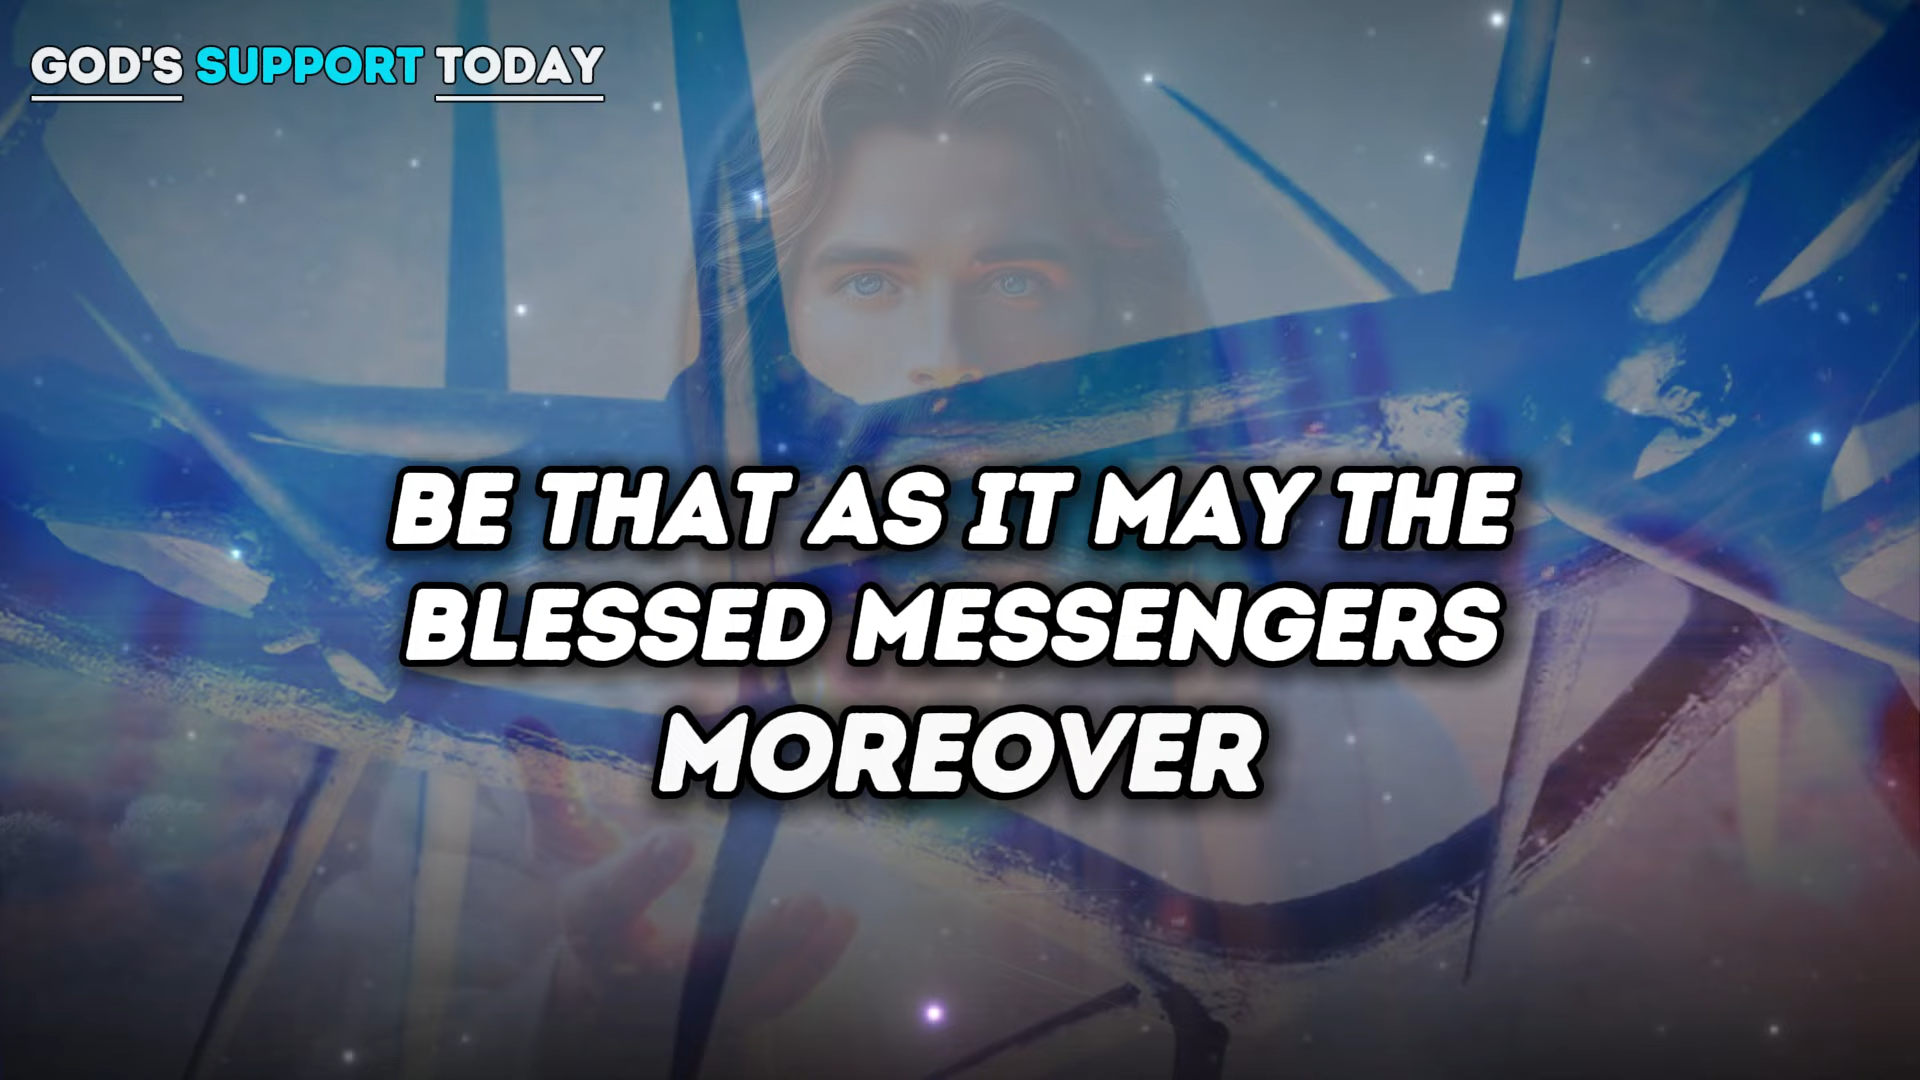 GOD'S SUPPORT TODAY
BE THAT AS IT MAY THE
BLESSED MESSENGERS
MOREOVER